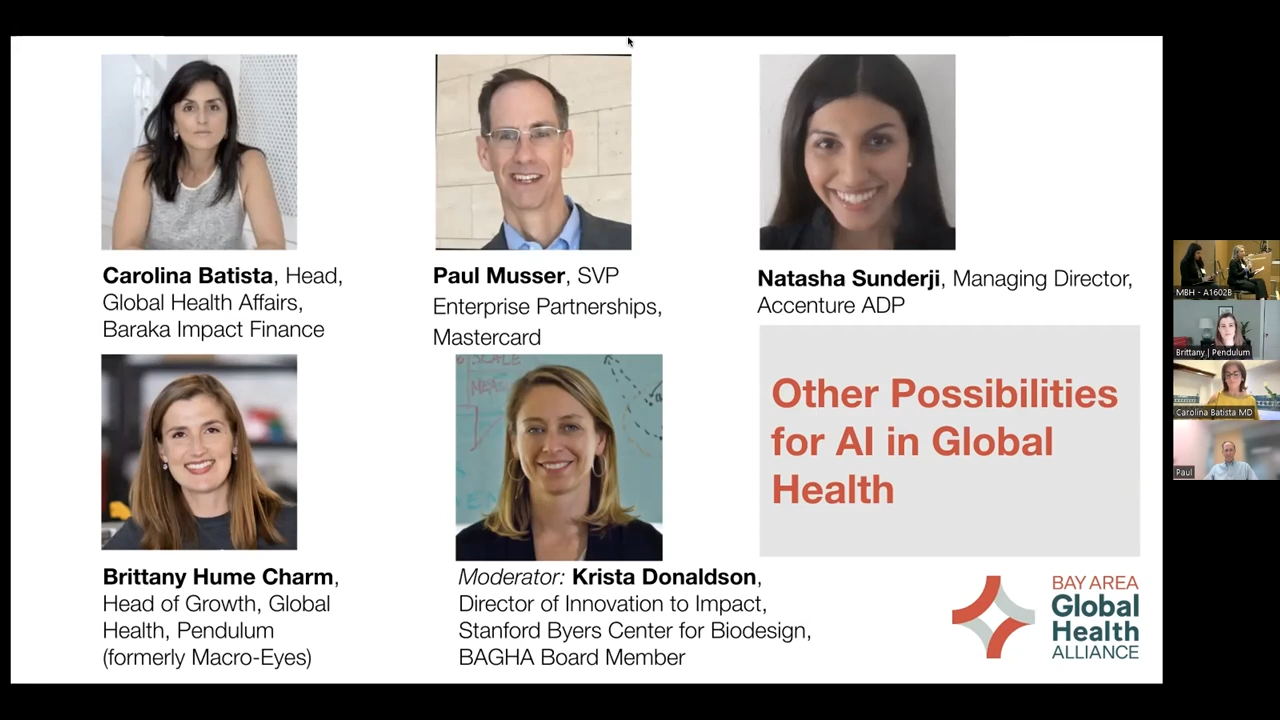 Carolina Batista, Head,
Global Health Affairs,
Baraka Impact Finance
Paul Musser, SVP
Enterprise Partnerships,
Mastercard
Natasha Sunderji, Managing Director,
Accenture ADP
Other Possibilities
for AI in Global
Health
Brittany Hume Charm,
Head of Growth, Global
Health, Pendulum
(formerly Macro-Eyes)
SCALE
Moderator: Krista Donaldson,
Director of Innovation to Impact,
Stanford Byers Center for Biodesign,
BAGHA Board Member
BAY AREA
Global
Health
ALLIANCE
MBH - A1602B
Brittany | Pendulum
Carolina Batista MD
Paul